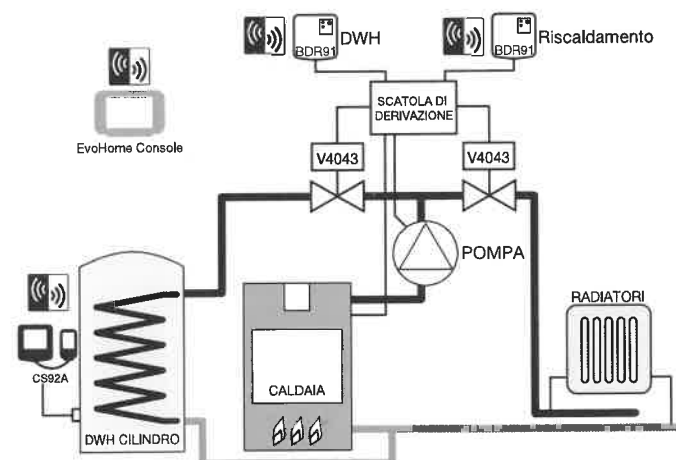 BDR91
DWH
BDR91
Riscaldamento
SCATOLA DI
DERIVAZIONE
EvoHome Console
V4043
V4043
POMPA
RADIATORI
CS92A
CALDAIA
DWH CILINDRO